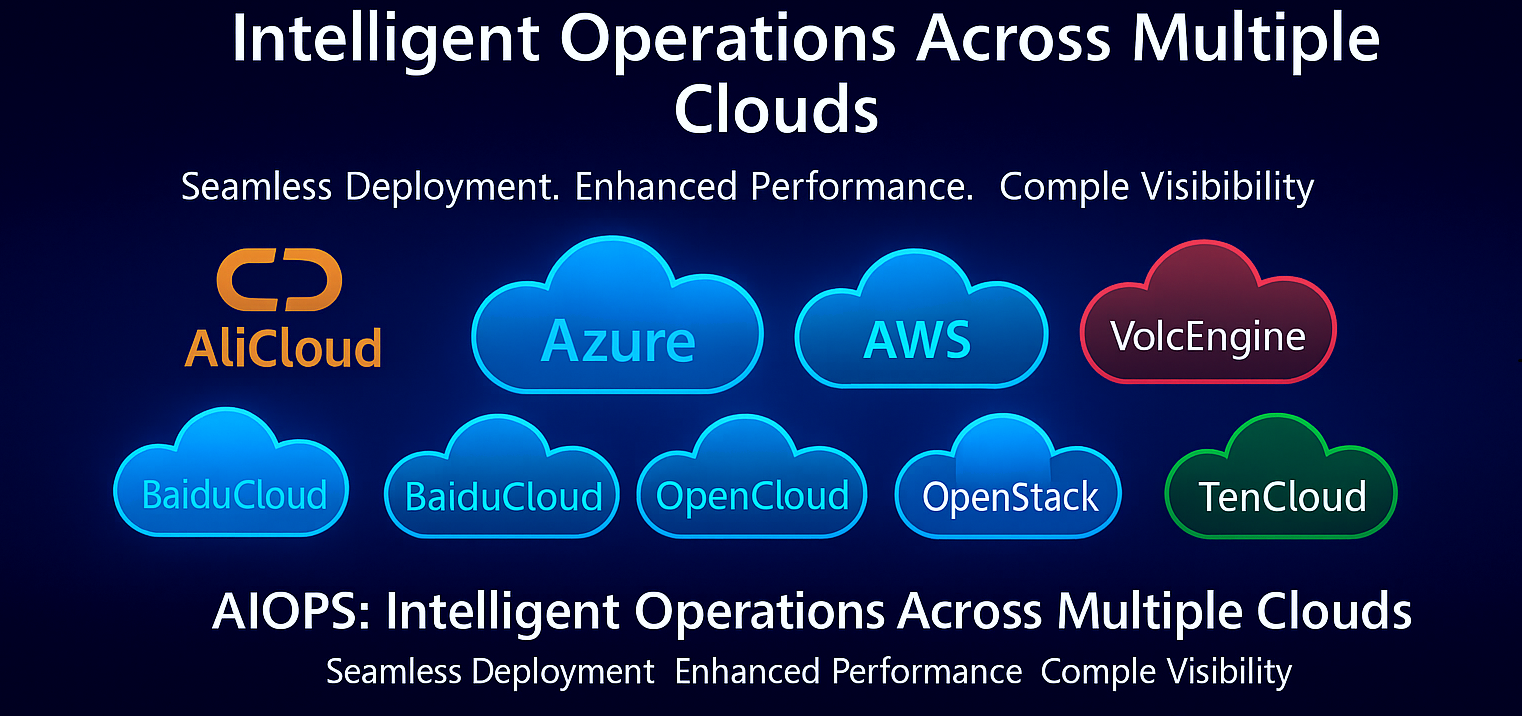 Intelligent Operations Across Multiple
Clouds
Seamless Deployment. Enhanced Performance. Comple Visibibility
AliCloud
Azure
AWS
VolcEngine
BaiduCloud
BaiduCloud
OpenCloud
OpenStack
TenCloud
AIOPS: Intelligent Operations Across Multiple Clouds
Seamless Deployment Enhanced Performance Comple Visibility